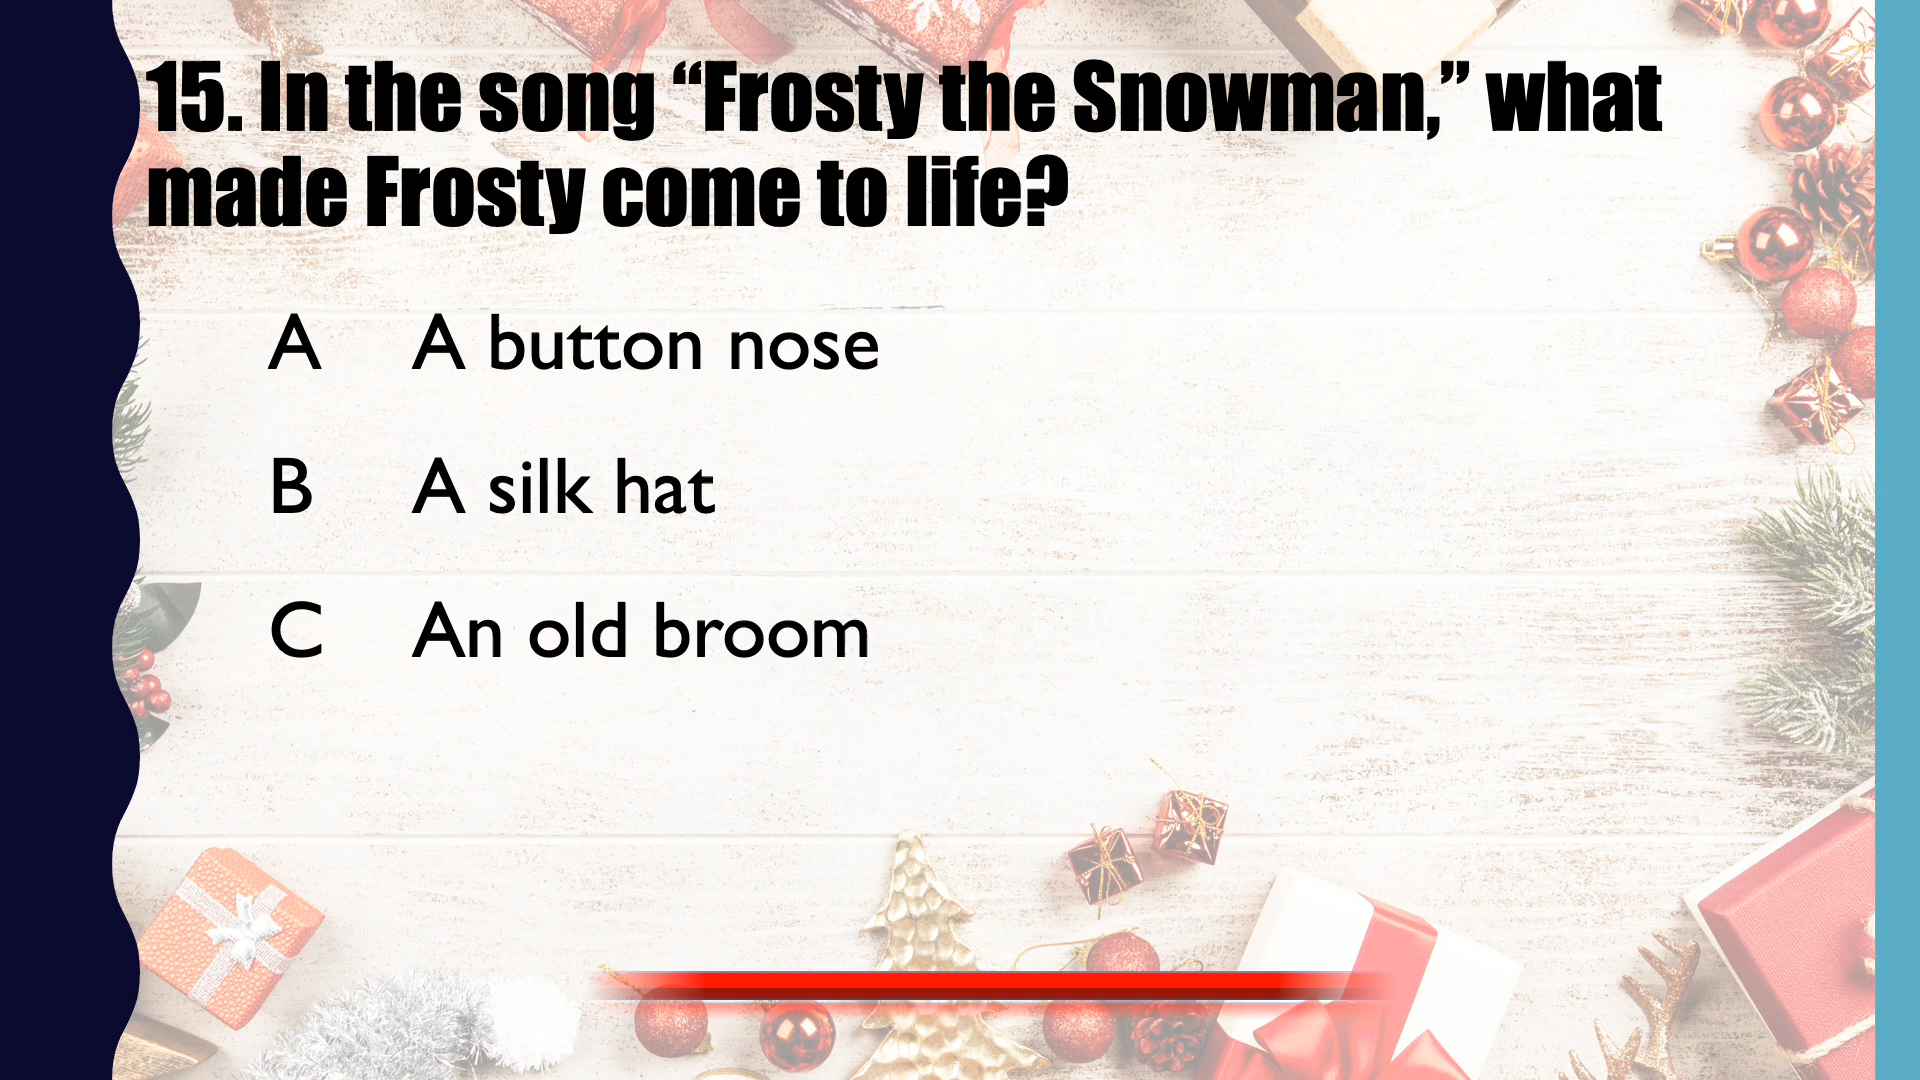 15. In the song “Frosty the Snowman,” what
made Frosty come to life?
A A button nose
B A silk hat
C An old broom